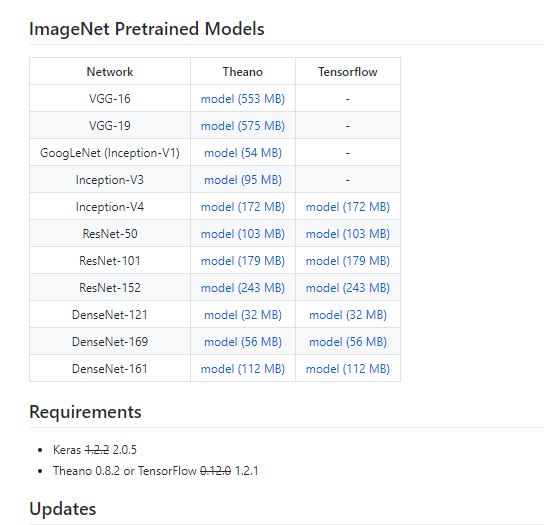 ImageNet Pretrained Models
Network Theano Tensorflow
VGG-16 model (553 MB) -
VGG-19 model (575 MB) -
GoogLeNet (Inception-V1) model (54 MB) -
Inception-V3 model (95 MB) -
Inception-V4 model (172 MB) model (172 MB)
ResNet-50 model (103 MB) model (103 MB)
ResNet-101 model (179 MB) model (179 MB)
ResNet-152 model (243 MB) model (243 MB)
DenseNet-121 model (32 MB) model (32 MB)
DenseNet-169 model (56 MB) model (56 MB)
DenseNet-161 model (112 MB) model (112 MB)
Requirements
• Keras 1.2.2 2.0.5
• Theano 0.8.2 or TensorFlow 0.12.0 1.2.1
Updates